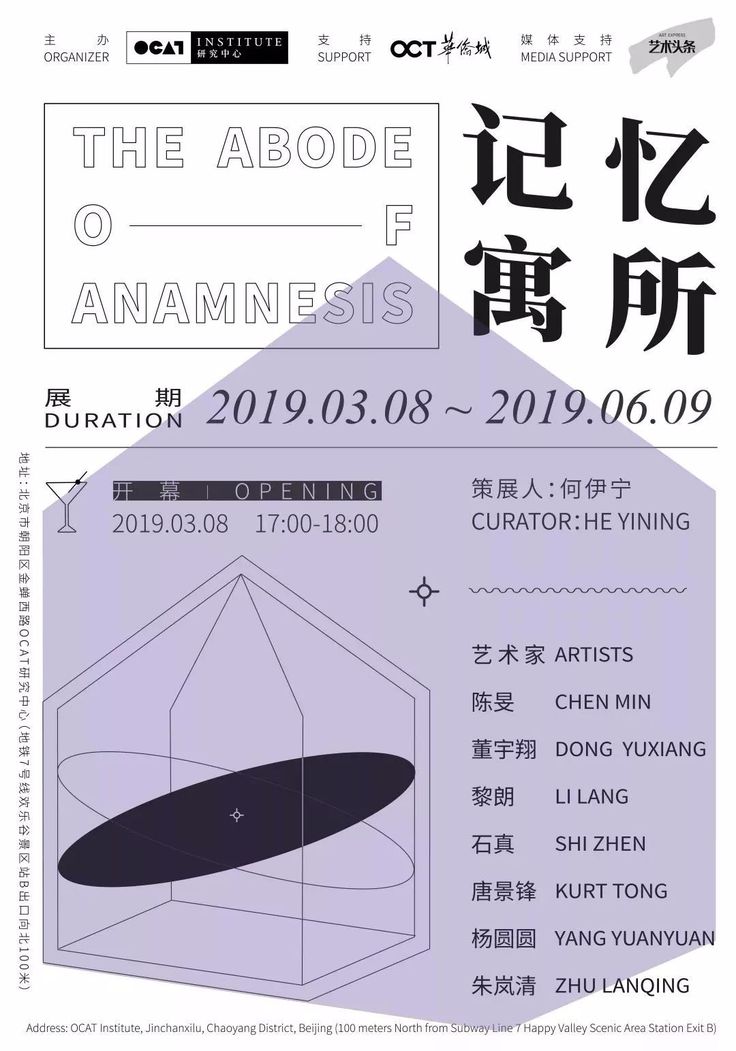 主 办
ORGANIZER
OCAT INSTITUTE
研究中心
支 持
SUPPORT
OCT 華僑城
媒体支持
MEDIA SUPPORT
ART EXPRESS
艺术头条
THE ABODE
O F
ANAMNESIS
记忆
寓所
展 期
DURATION
2019.03.08 ~ 2019.06.09
开 幕 | OPENING
2019.03.08 17:00-18:00
策展人：何伊宁
CURATOR：HE YINING
艺术家 ARTISTS
陈旻 CHEN MIN
董宇翔 DONG YUXIANG
黎朗 LI LANG
石真 SHI ZHEN
唐景锋 KURT TONG
杨圆圆 YANG YUANYUAN
朱岚清 ZHU LANQING
地址：北京市朝阳区金蝉西路OCAT研究中心（地铁7号线欢乐谷景区站B出口向北100米）
Address: OCAT Institute, Jinchanxilu, Chaoyang District, Beijing (100 meters North from Subway Line 7 Happy Valley Scenic Area Station Exit B)